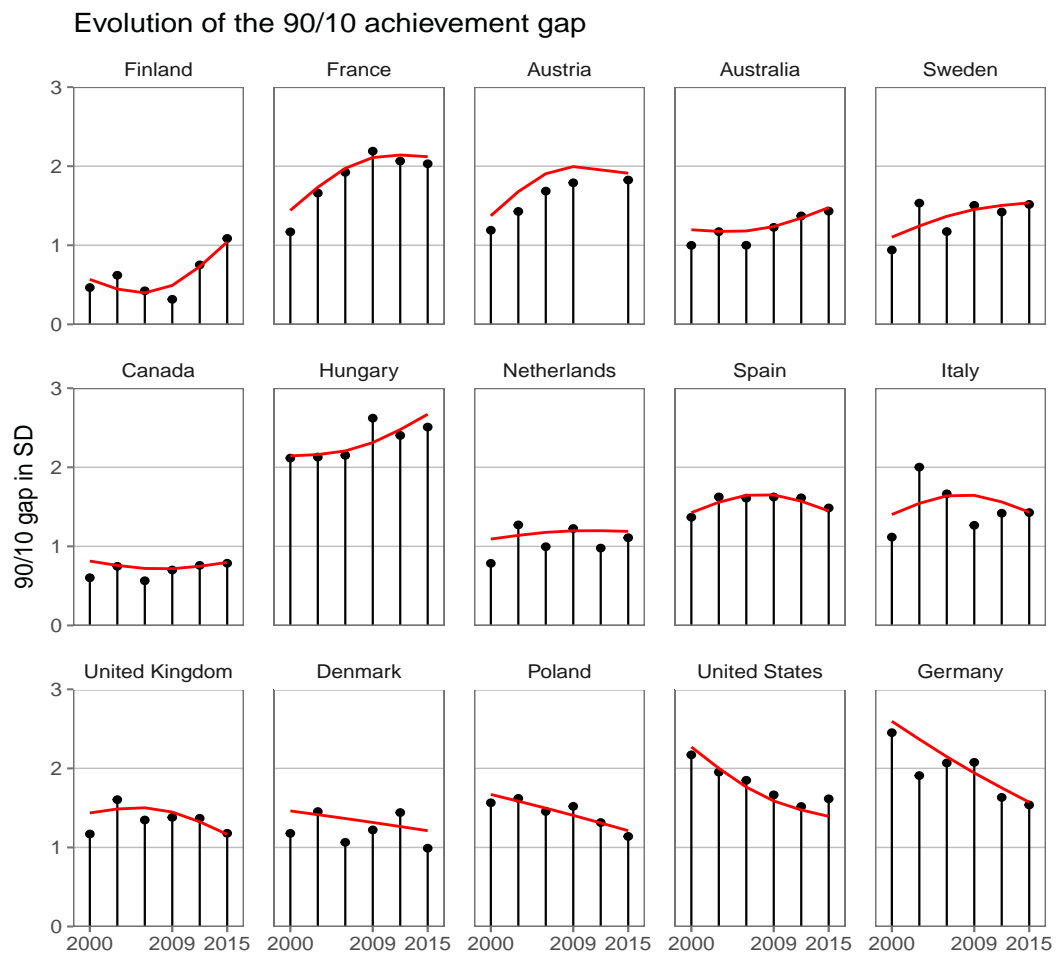 Evolution of the 90/10 achievement gap
Finland France Austria Australia Sweden
3
2
1
0
Canada Hungary Netherlands Spain Italy
3
2
1
0
90/10 gap in SD
United Kingdom Denmark Poland United States Germany
3
2
1
0
2000 2009 2015 2000 2009 2015 2000 2009 2015 2000 2009 2015 2000 2009 2015